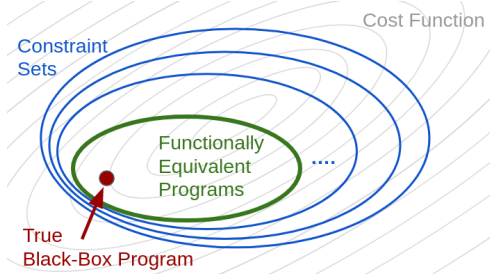 Cost Function
Constraint
Sets
Functionally
Equivalent
Programs
....
True
Black-Box Program